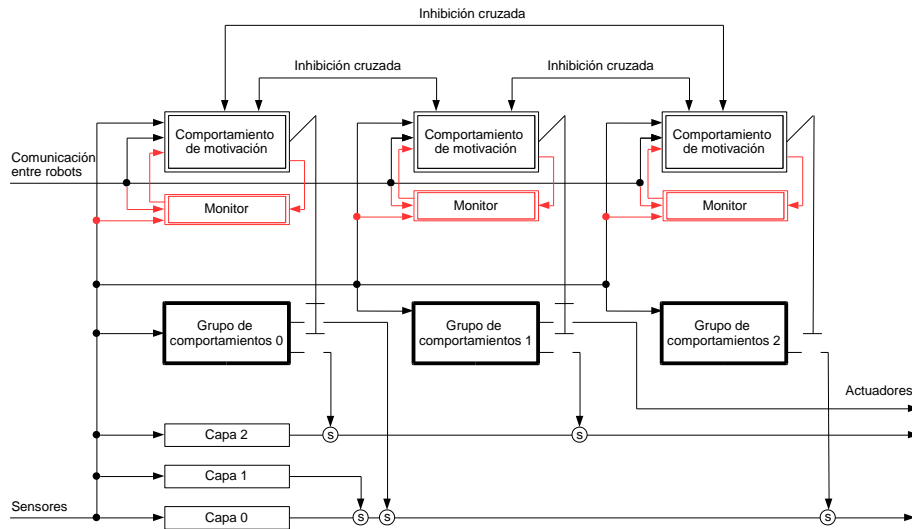 Inhibición cruzada
Inhibición cruzada
Inhibición cruzada
Comportamiento
de motivación
Comportamiento
de motivación
Comportamiento
de motivación
Comunicación
entre robots
Monitor
Monitor
Monitor
Grupo de
comportamientos 0
Grupo de
comportamientos 1
Grupo de
comportamientos 2
Actuadores
Capa 2
S
S
Capa 1
Sensores
Capa 0
S
S
S